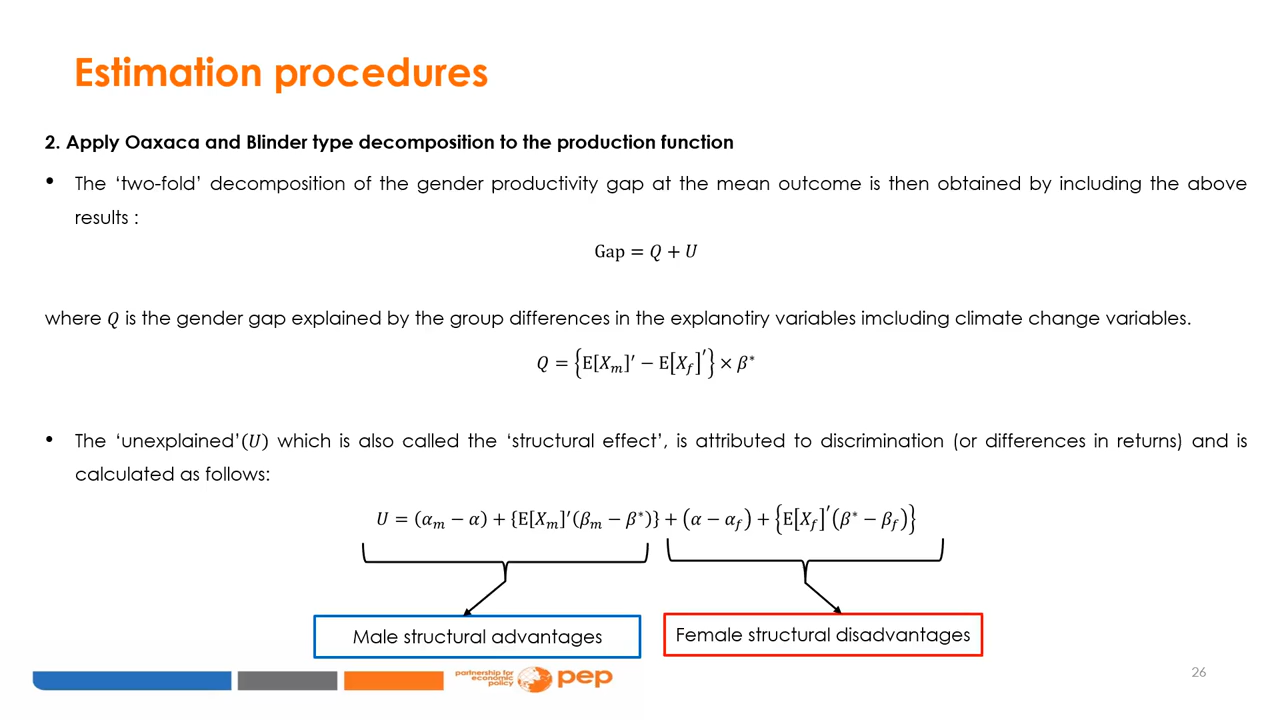 Estimation procedures
2. Apply Oaxaca and Blinder type decomposition to the production function
• The ‘two-fold’ decomposition of the gender productivity gap at the mean outcome is then obtained by including the above
results :
Gap = Q + U
where Q is the gender gap explained by the group differences in the explanotiry variables imcluding climate change variables.
Q = {E[X_m]′ − E[X_f]′} × β*
• The ‘unexplained’(U) which is also called the ‘structural effect’, is attributed to discrimination (or differences in returns) and is
calculated as follows:
U = (α_m − α) + {E[X_m]′(β_m − β*)} + (α − α_f) + {E[X_f]′(β* − β_f)}
Male structural advantages
Female structural disadvantages
partnership for
economic
policy
pep
26